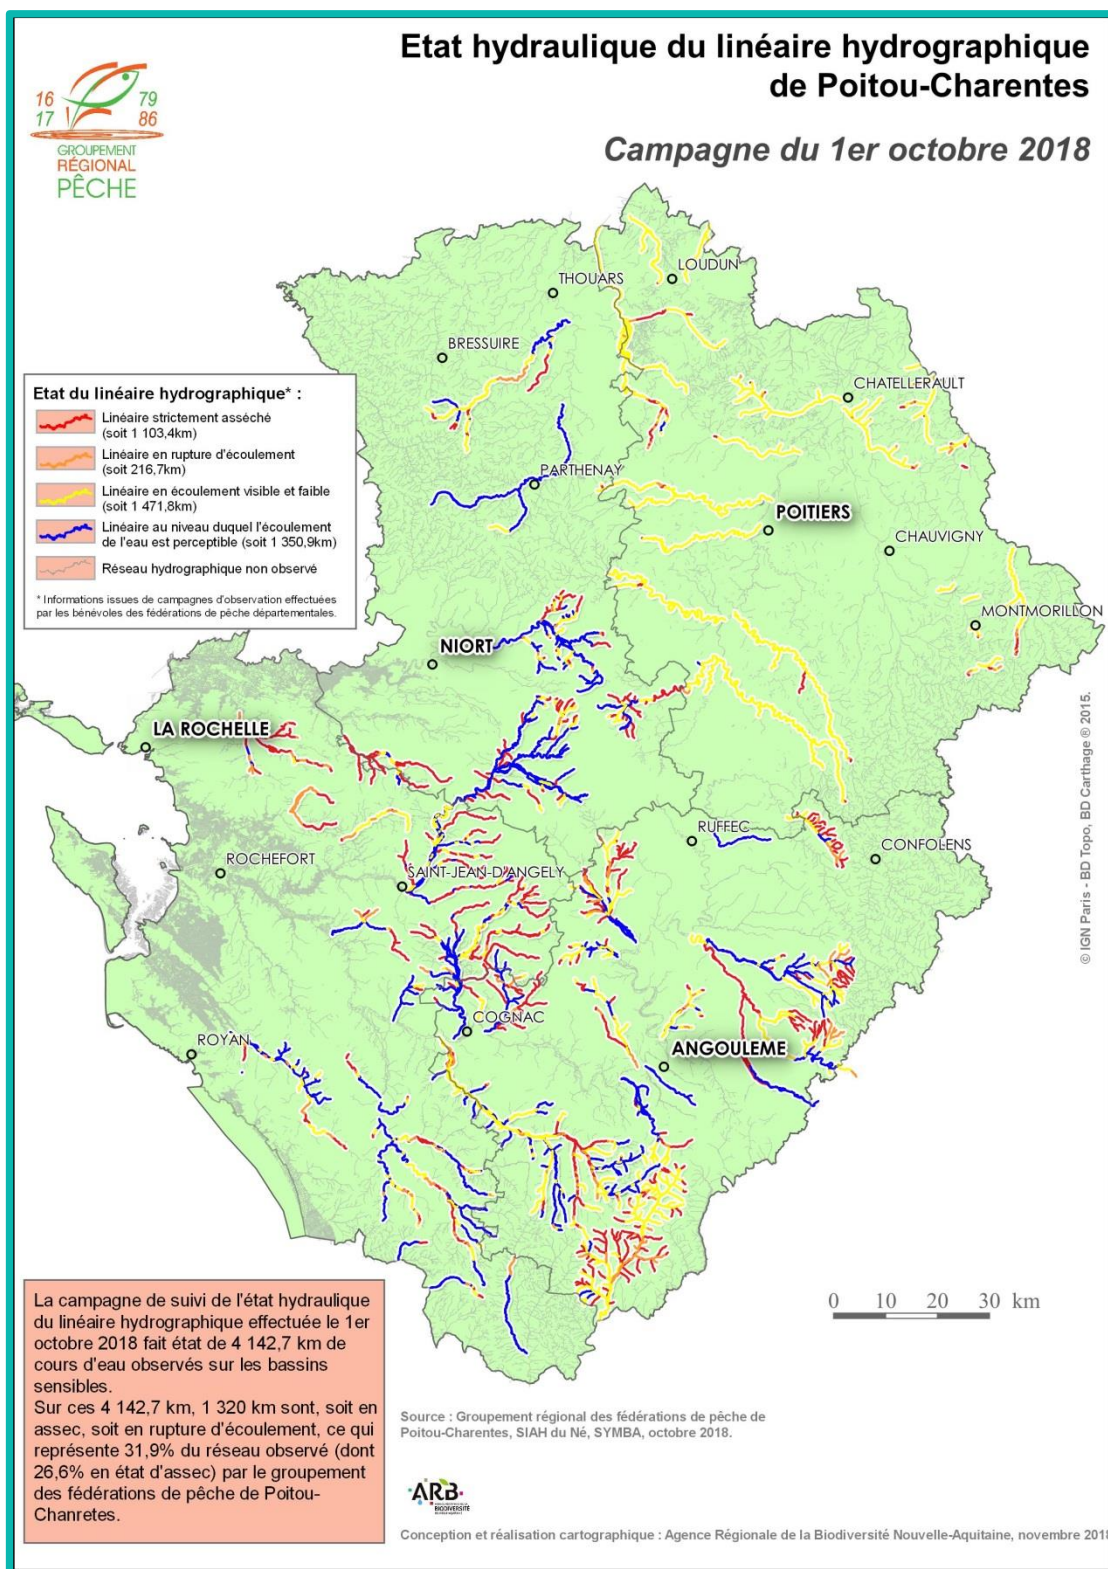 Etat hydraulique du linéaire hydrographique
de Poitou-Charentes
Campagne du 1er octobre 2018
16 79
17 86
GROUPEMENT
RÉGIONAL
PÊCHE
LOUDUN
THOUARS
BRESSUIRE
CHATELLERAULT
PARTHENAY
POITIERS
CHAUVIGNY
MONTMORILLON
NIORT
LA ROCHELLE
RUFFEC
CONFOLENS
ROCHEFORT
SAINT-JEAN-D'ANGELY
COGNAC
ROYAN
ANGOULEME
Etat du linéaire hydrographique* :
Linéaire strictement asséché
(soit 1 103,4km)
Linéaire en rupture d'écoulement
(soit 216,7km)
Linéaire en écoulement visible et faible
(soit 1 471,8km)
Linéaire au niveau duquel l'écoulement
de l'eau est perceptible (soit 1 350,9km)
Réseau hydrographique non observé
* Informations issues de campagnes d'observation effectuées
par les bénévoles des fédérations de pêche départementales.
© IGN Paris - BD Topo, BD Carthage ® 2015.
0 10 20 30 km
La campagne de suivi de l'état hydraulique
du linéaire hydrographique effectuée le 1er
octobre 2018 fait état de 4 142,7 km de
cours d'eau observés sur les bassins
sensibles.
Sur ces 4 142,7 km, 1 320 km sont, soit en
assec, soit en rupture d'écoulement, ce qui
représente 31,9% du réseau observé (dont
26,6% en état d'assec) par le groupement
des fédérations de pêche de Poitou-
Chanretes.
Source : Groupement régional des fédérations de pêche de
Poitou-Charentes, SIAH du Né, SYMBA, octobre 2018.
ARB
BIODIVERSITÉ
Conception et réalisation cartographique : Agence Régionale de la Biodiversité Nouvelle-Aquitaine, novembre 2018